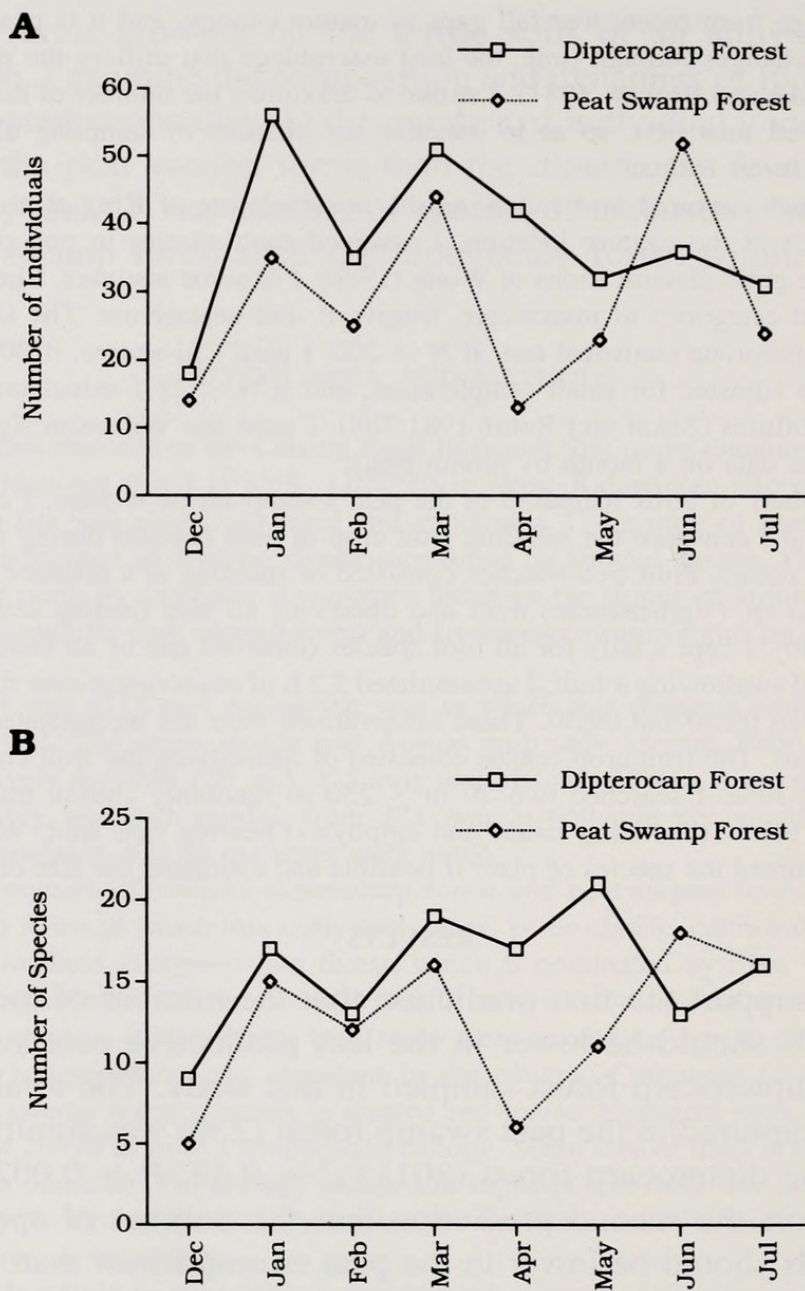 A
Dipterocarp Forest
Peat Swamp Forest
Number of Individuals
60
50
40
30
20
10
0
Dec
Jan
Feb
Mar
Apr
May
Jun
Jul
B
Dipterocarp Forest
Peat Swamp Forest
Number of Species
25
20
15
10
5
0
Dec
Jan
Feb
Mar
Apr
May
Jun
Jul